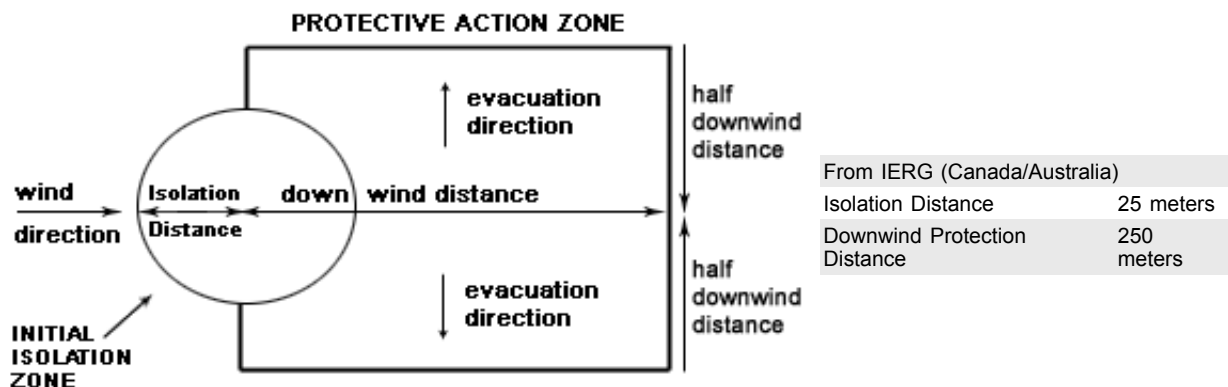 PROTECTIVE ACTION ZONE
evacuation
direction
half
downwind
distance
wind
direction
Isolation
Distance
down wind distance
evacuation
direction
half
downwind
distance
INITIAL
ISOLATION
ZONE
From IERG (Canada/Australia)
Isolation Distance 25 meters
Downwind Protection 250
Distance meters